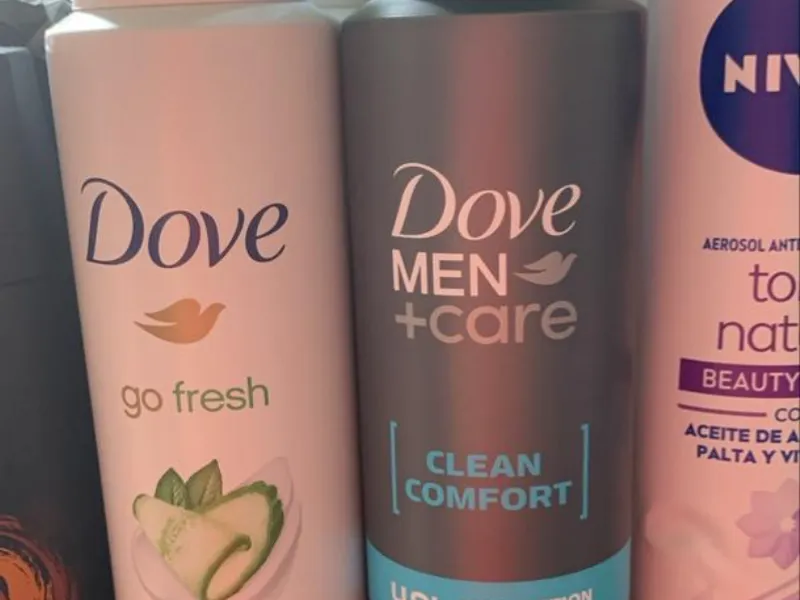 Dove
go fresh
Dove
MEN
+care
CLEAN
COMFORT
NIV
AEROSOL ANT
to
nat
BEAUTY
CO
ACEITE DE A
PALTA Y VI